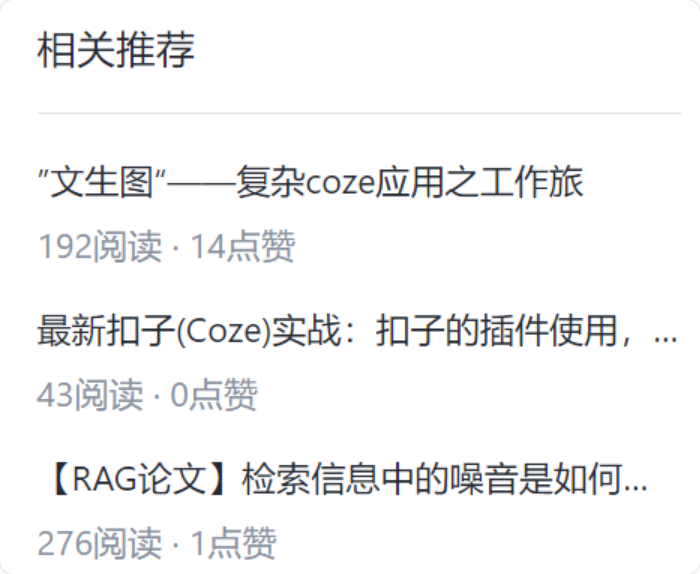 相关推荐
”文生图“——复杂coze应用之工作旅
192阅读 · 14点赞
最新扣子(Coze)实战：扣子的插件使用，...
43阅读 · 0点赞
【RAG论文】检索信息中的噪音是如何...
276阅读 · 1点赞